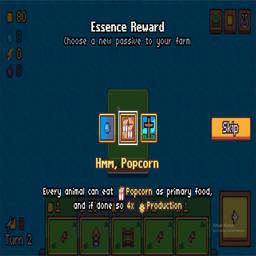 80
Essence Reward
Choose a new passive to your farm
Skip
Hmm, Popcorn
Every animal can eat Popcorn as primary food,
and if done so 4x Production
Turn 2